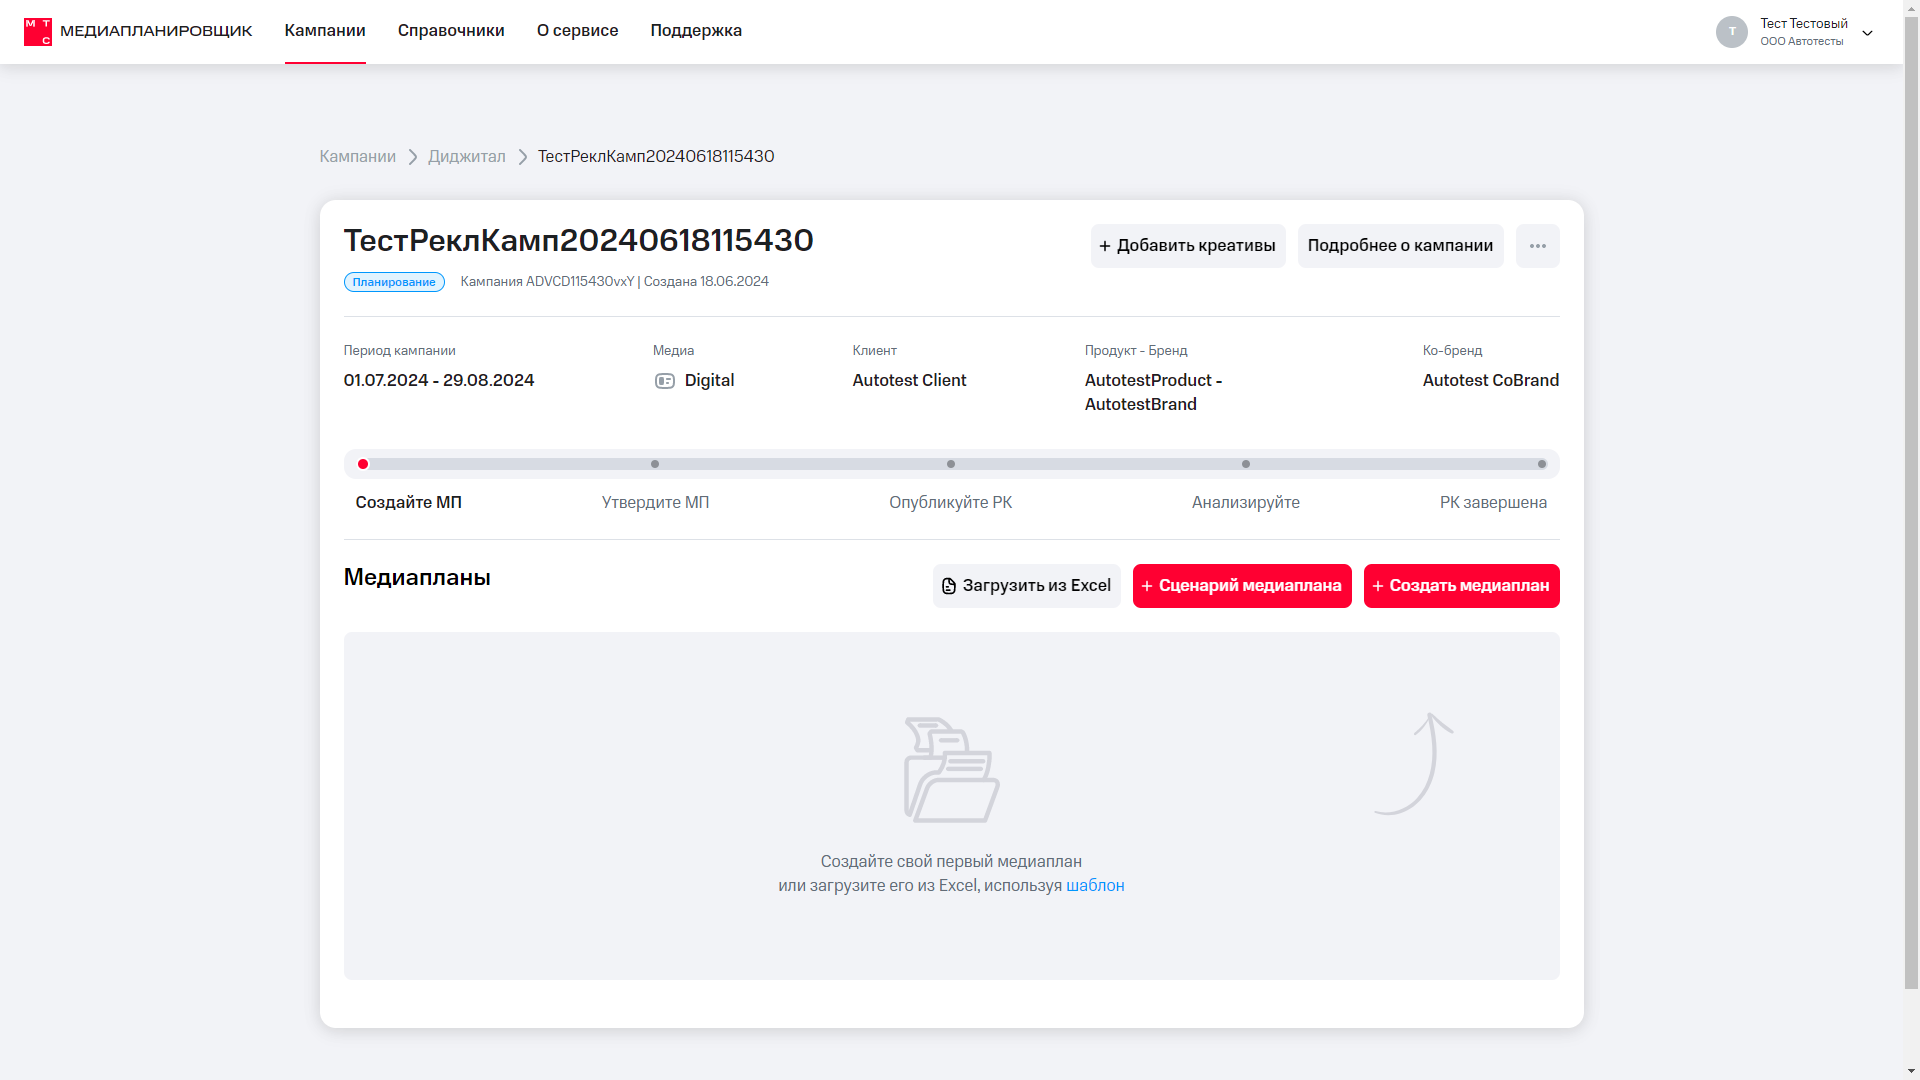 МТС МЕДИАПЛАНИРОВЩИК Кампании Справочники О сервисе Поддержка
Т Тест Тестовый
ООО Автотесты
Кампании Диджитал ТестРеклКамп20240618115430
ТестРеклКамп20240618115430
+ Добавить креативы Подробнее о кампании ...
Планирование Кампания ADVCD115430vxY | Создана 18.06.2024
Период кампании Медиа Клиент Продукт - Бренд Ко-бренд
01.07.2024 - 29.08.2024 Digital Autotest Client AutotestProduct - Autotest CoBrand
AutotestBrand
Создайте МП Утвердите МП Опубликуйте РК Анализируйте РК завершена
Медиапланы
Загрузить из Excel + Сценарий медиаплана + Создать медиаплан
Создайте свой первый медиаплан
или загрузите его из Excel, используя шаблон